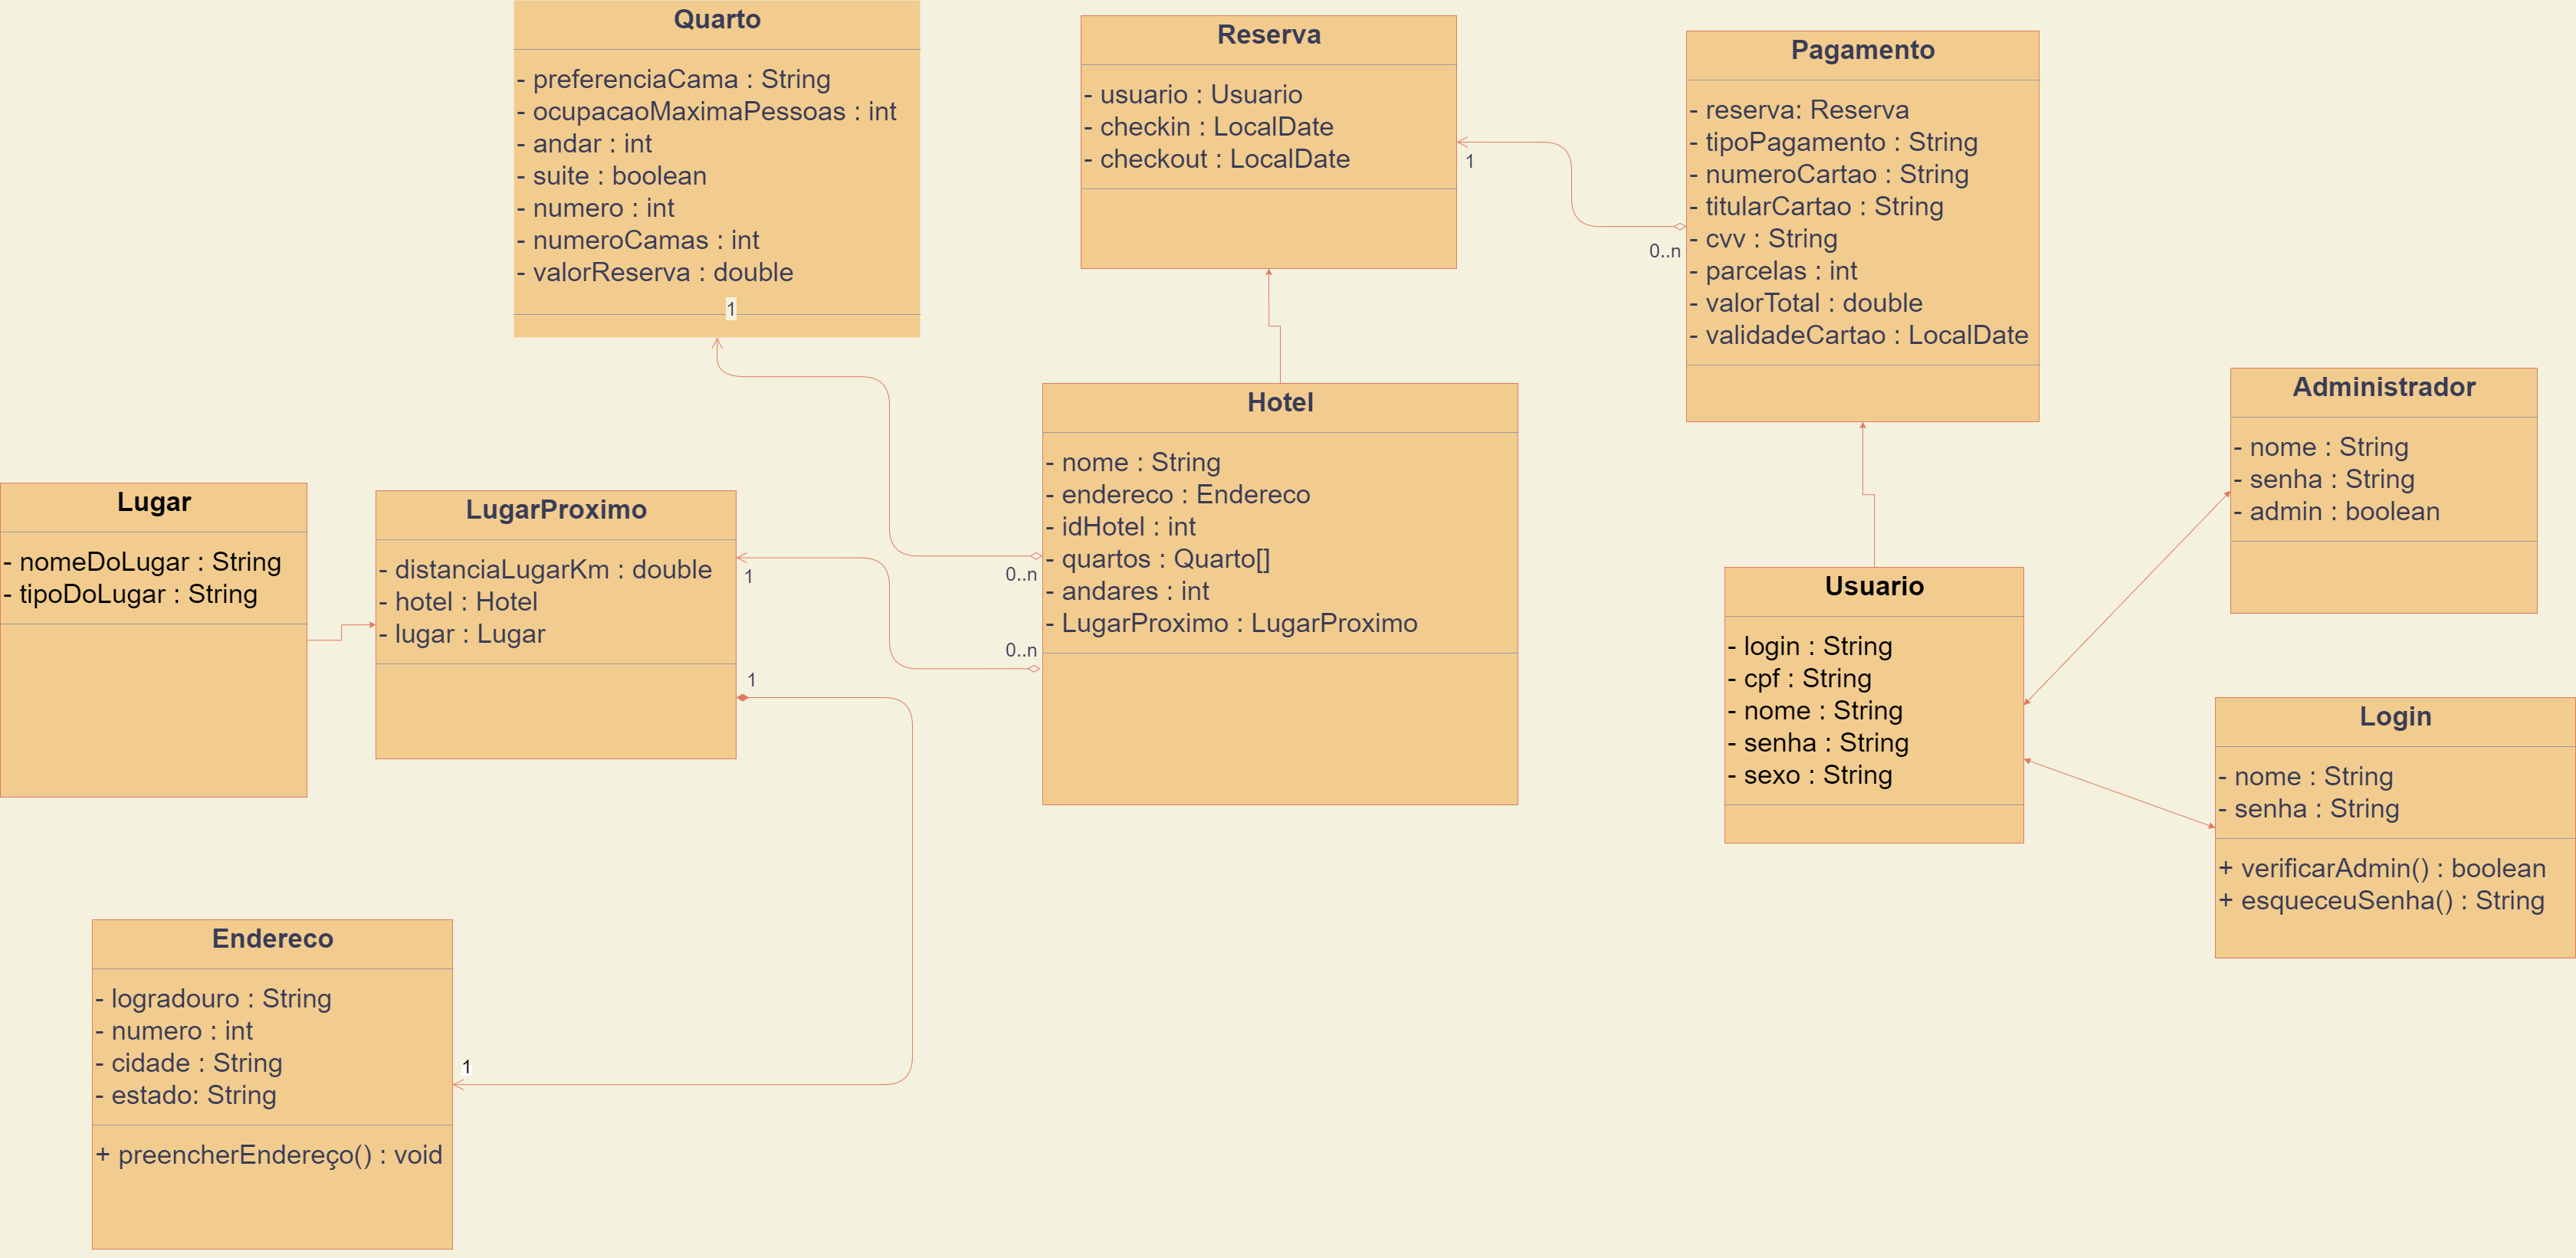 Quarto
- preferenciaCama : String
- ocupacaoMaximaPessoas : int
- andar : int
- suite : boolean
- numero : int
- numeroCamas : int
- valorReserva : double
1
Reserva
- usuario : Usuario
- checkin : LocalDate
- checkout : LocalDate
1
0..n
Pagamento
- reserva: Reserva
- tipoPagamento : String
- numeroCartao : String
- titularCartao : String
- cvv : String
- parcelas : int
- valorTotal : double
- validadeCartao : LocalDate
Administrador
- nome : String
- senha : String
- admin : boolean
Hotel
- nome : String
- endereco : Endereco
- idHotel : int
- quartos : Quarto[]
- andares : int
- LugarProximo : LugarProximo
0..n
0..n
Lugar
- nomeDoLugar : String
- tipoDoLugar : String
LugarProximo
- distanciaLugarKm : double
- hotel : Hotel
- lugar : Lugar
1
1
Usuario
- login : String
- cpf : String
- nome : String
- senha : String
- sexo : String
Login
- nome : String
- senha : String
+ verificarAdmin() : boolean
+ esqueceuSenha() : String
Endereco
- logradouro : String
- numero : int
- cidade : String
- estado: String
+ preencherEndereço() : void
1